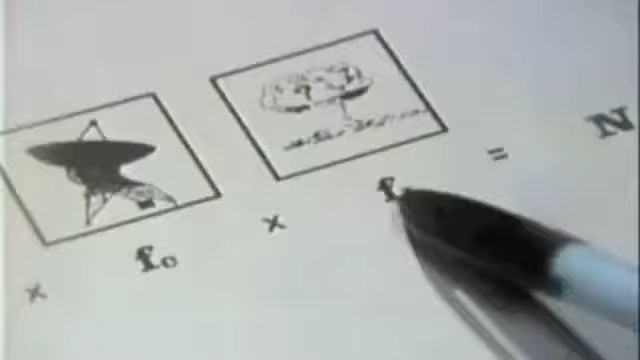 × f₀ × f = N